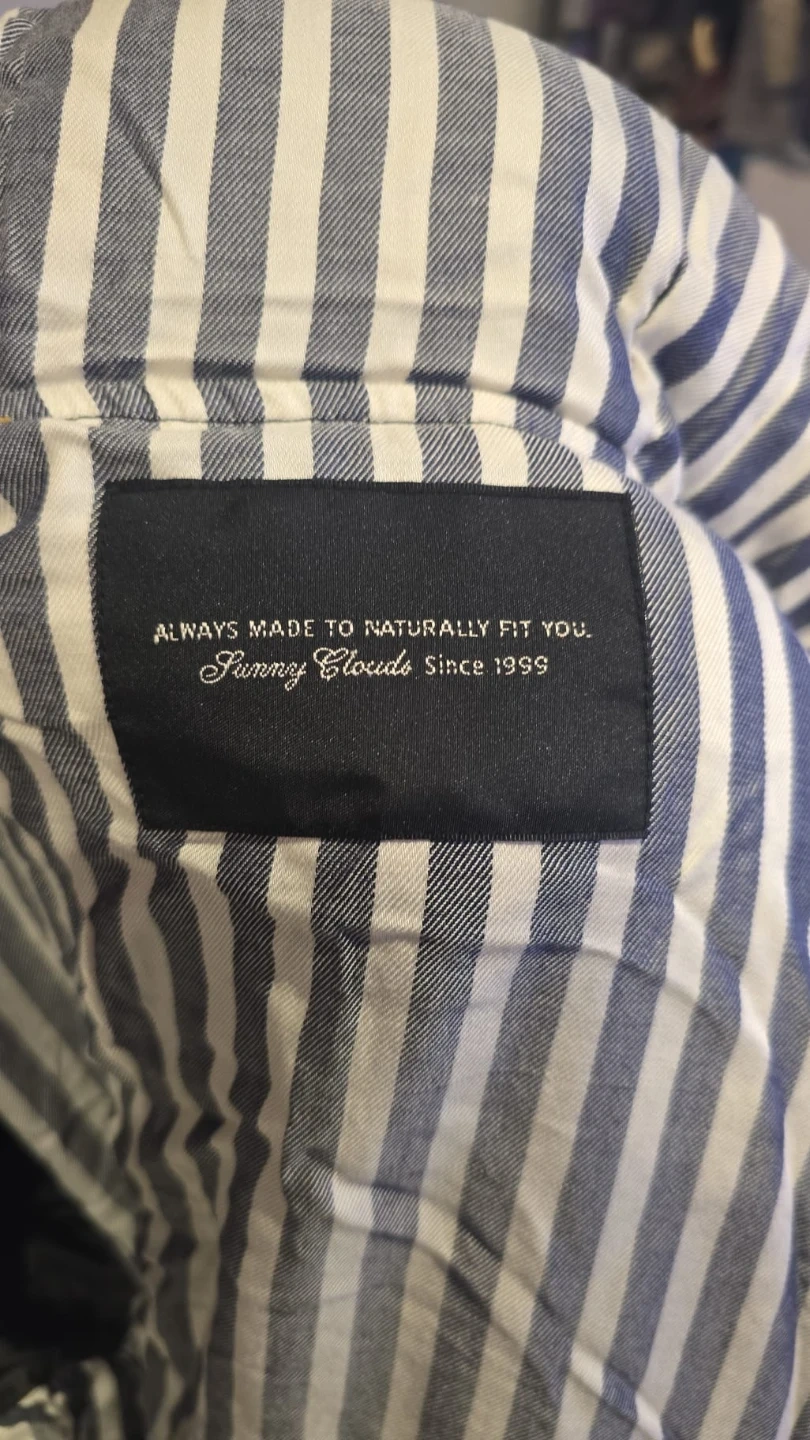 ALWAYS MADE TO NATURALLY FIT YOU.
Sunny Clouds Since 1999